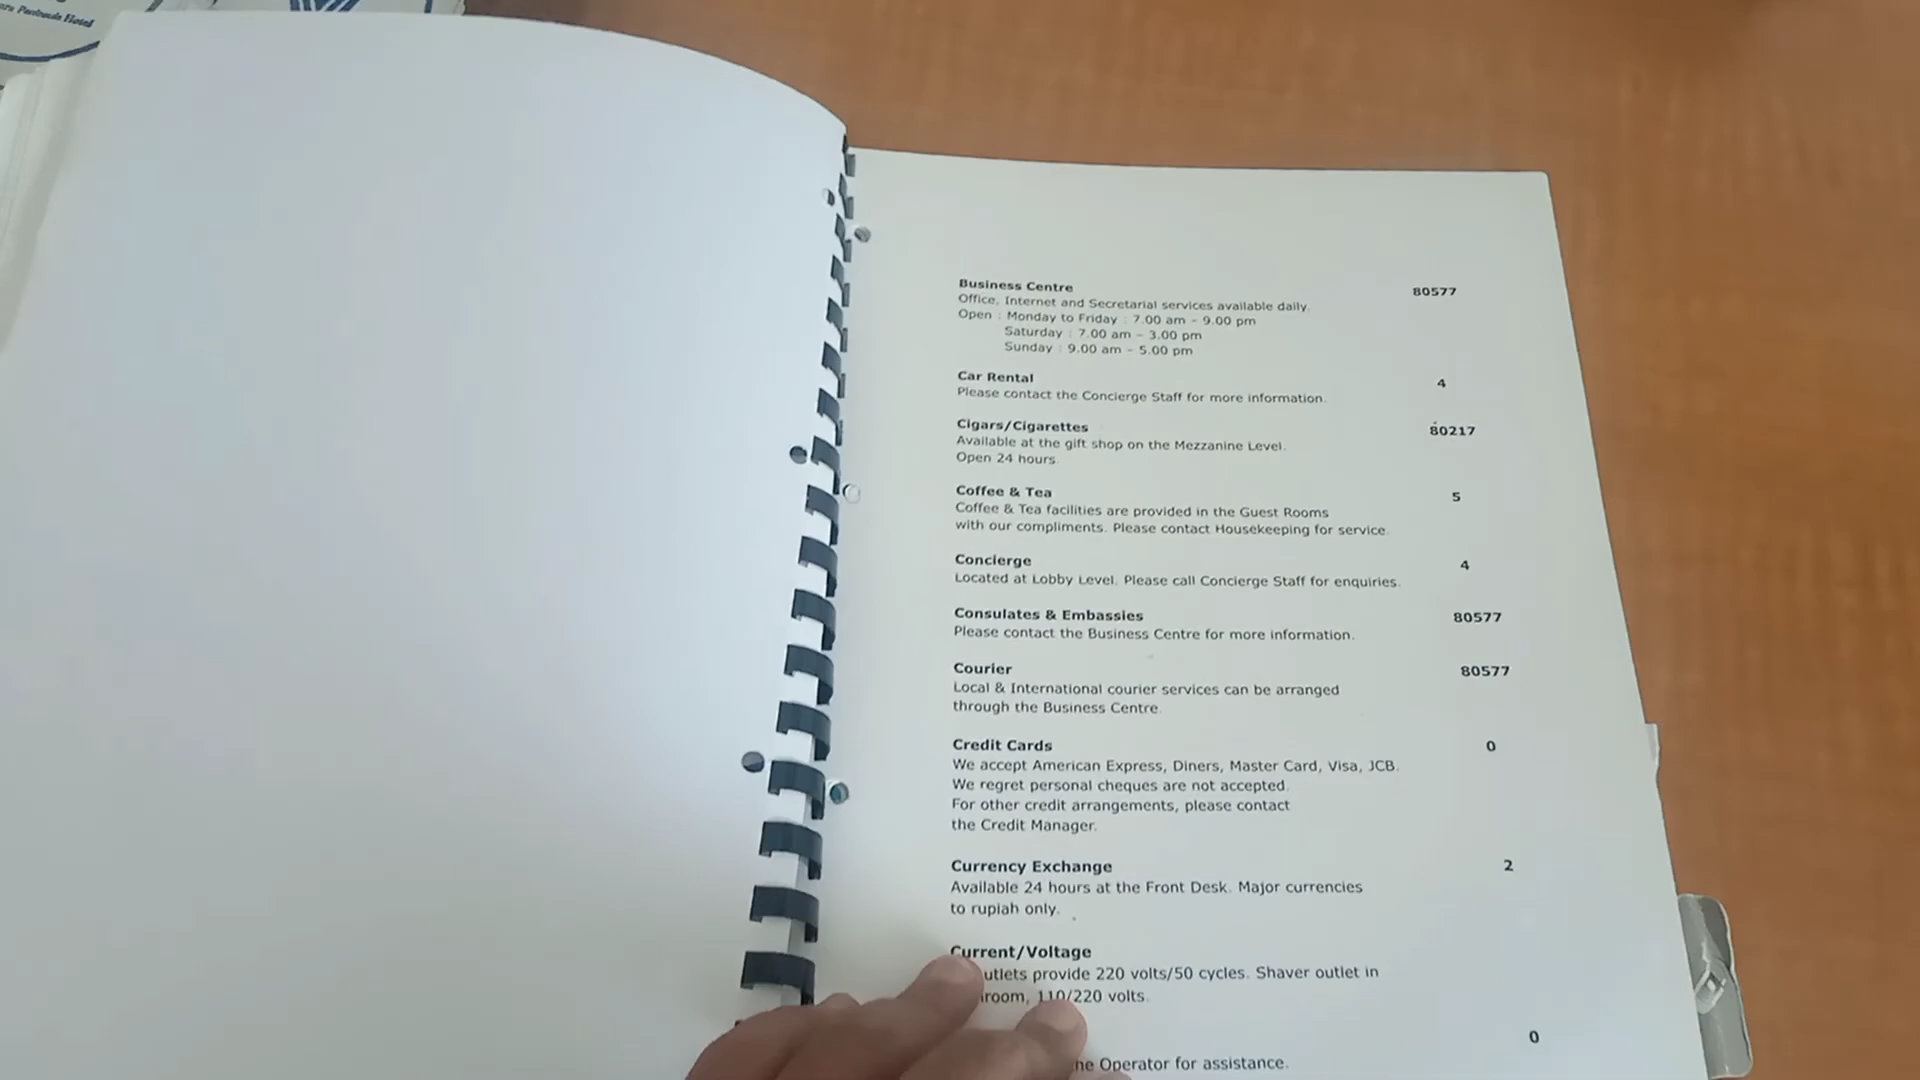 Peninsula Hotel
Business Centre 80577
Office, Internet and Secretarial services available daily.
Open : Monday to Friday : 7.00 am - 9.00 pm
Saturday : 7.00 am - 3.00 pm
Sunday : 9.00 am - 5.00 pm
Car Rental 4
Please contact the Concierge Staff for more information.
Cigars/Cigarettes 80217
Available at the gift shop on the Mezzanine Level.
Open 24 hours.
Coffee & Tea 5
Coffee & Tea facilities are provided in the Guest Rooms
with our compliments. Please contact Housekeeping for service.
Concierge 4
Located at Lobby Level. Please call Concierge Staff for enquiries.
Consulates & Embassies 80577
Please contact the Business Centre for more information.
Courier 80577
Local & International courier services can be arranged
through the Business Centre.
Credit Cards 0
We accept American Express, Diners, Master Card, Visa, JCB.
We regret personal cheques are not accepted.
For other credit arrangements, please contact
the Credit Manager.
Currency Exchange 2
Available 24 hours at the Front Desk. Major currencies
to rupiah only.
Current/Voltage
provide 220 volts/50 cycles. Shaver outlet in
110/220 volts.
0
Operator for assistance.